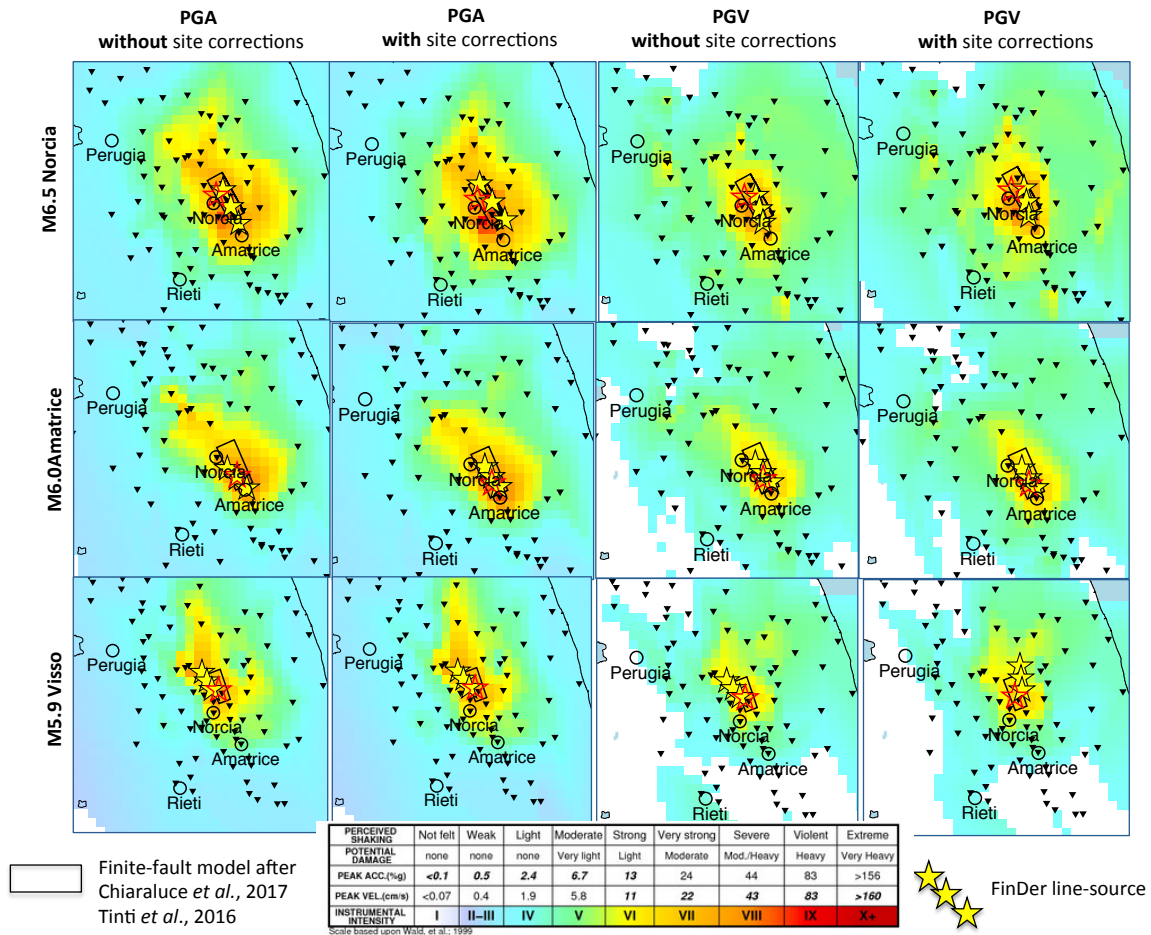 PGA
without site corrections
PGA
with site corrections
PGV
without site corrections
PGV
with site corrections
M6.5 Norcia
Perugia
Norcia
Amatrice
Rieti
Perugia
Norcia
Amatrice
Rieti
Perugia
Norcia
Amatrice
Rieti
Perugia
Norcia
Amatrice
Rieti
M6.0Amatrice
Perugia
Norcia
Amatrice
Rieti
Perugia
Norcia
Amatrice
Rieti
Perugia
Norcia
Amatrice
Rieti
Perugia
Norcia
Amatrice
Rieti
M5.9 Visso
Perugia
Norcia
Amatrice
Rieti
Perugia
Norcia
Amatrice
Rieti
Perugia
Norcia
Amatrice
Rieti
Perugia
Norcia
Amatrice
Rieti
Finite-fault model after
Chiaraluce et al., 2017
Tinti et al., 2016
PERCEIVED SHAKING Not felt Weak Light Moderate Strong Very strong Severe Violent Extreme
POTENTIAL DAMAGE none none none Very light Light Moderate Mod./Heavy Heavy Very Heavy
PEAK ACC.(%g) <0.1 0.5 2.4 6.7 13 24 44 83 >156
PEAK VEL.(cm/s) <0.07 0.4 1.9 5.8 11 22 43 83 >160
INSTRUMENTAL INTENSITY I II–III IV V VI VII VIII IX X+
Scale based upon Wald, et al.; 1999
FinDer line-source